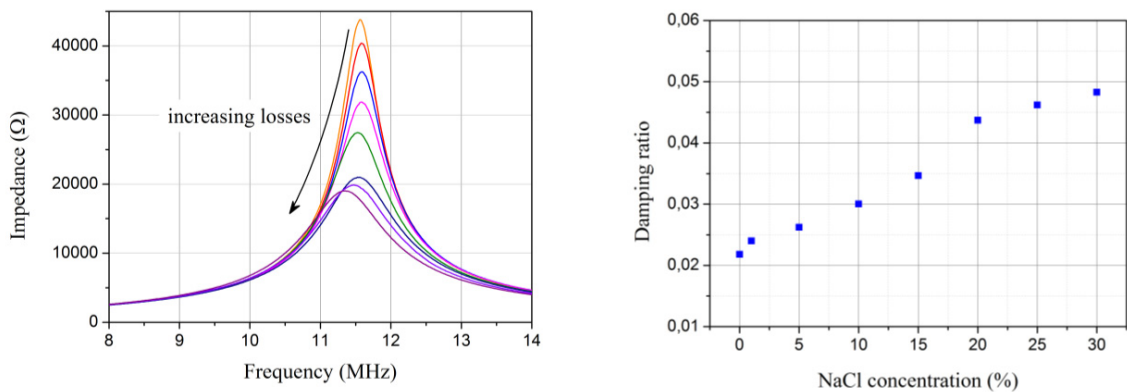 40000
30000
20000
10000
0
8 9 10 11 12 13 14
Impedance (Ω)
Frequency (MHz)
increasing losses
0,06
0,05
0,04
0,03
0,02
0,01
0 5 10 15 20 25 30
Damping ratio
NaCl concentration (%)